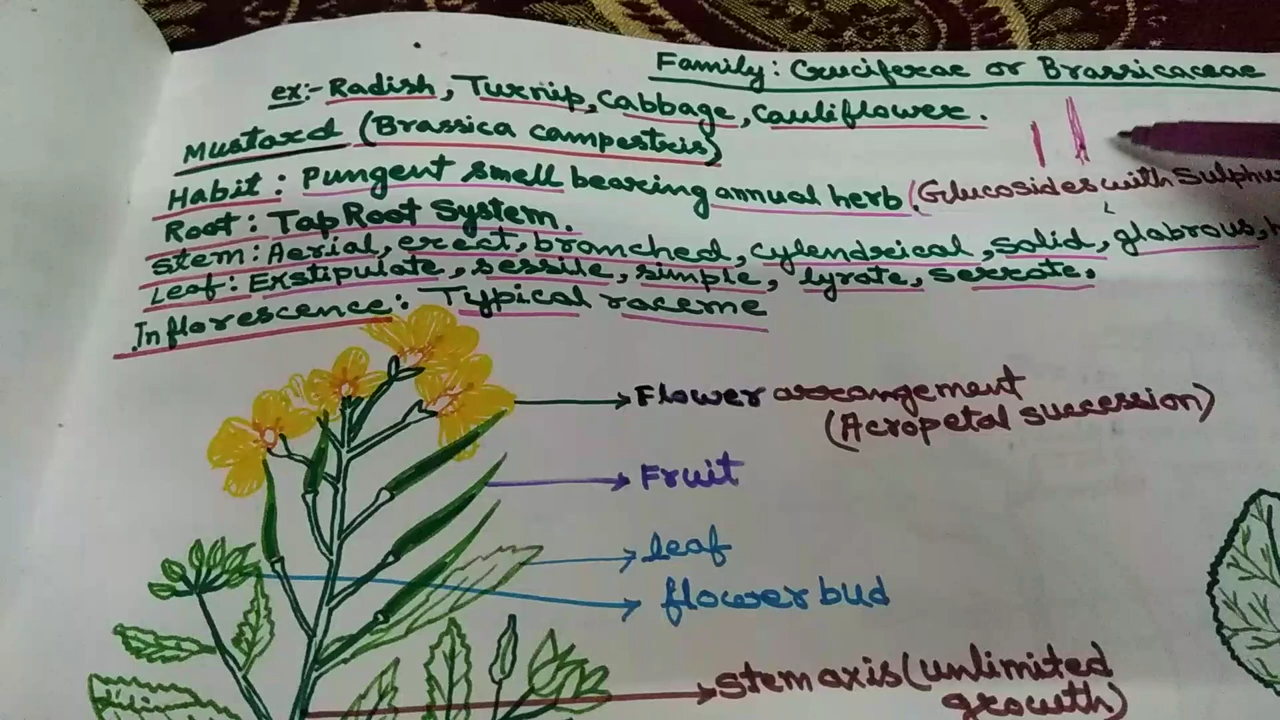 Family: Cruciferae or Brassicaceae
ex:- Radish, Turnip, Cabbage, Cauliflower.
Mustard (Brassica campestris)
Habit: Pungent smell bearing annual herb (Glucosides with Sulphu
Root: Tap Root System.
Stem: Aerial, erect, branched, cylendrical, solid, glabrous,
Leaf: Exstipulate, sessile, simple, lyrate, serrate.
Inflorescence: Typical raceme
Flower arrangement
(Acropetal succession)
Fruit
leaf
flower bud
stem axis (unlimited
growth)